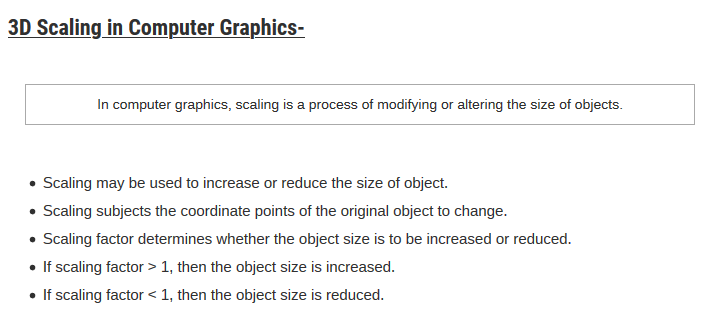 3D Scaling in Computer Graphics-
In computer graphics, scaling is a process of modifying or altering the size of objects.
• Scaling may be used to increase or reduce the size of object.
• Scaling subjects the coordinate points of the original object to change.
• Scaling factor determines whether the object size is to be increased or reduced.
• If scaling factor > 1, then the object size is increased.
• If scaling factor < 1, then the object size is reduced.